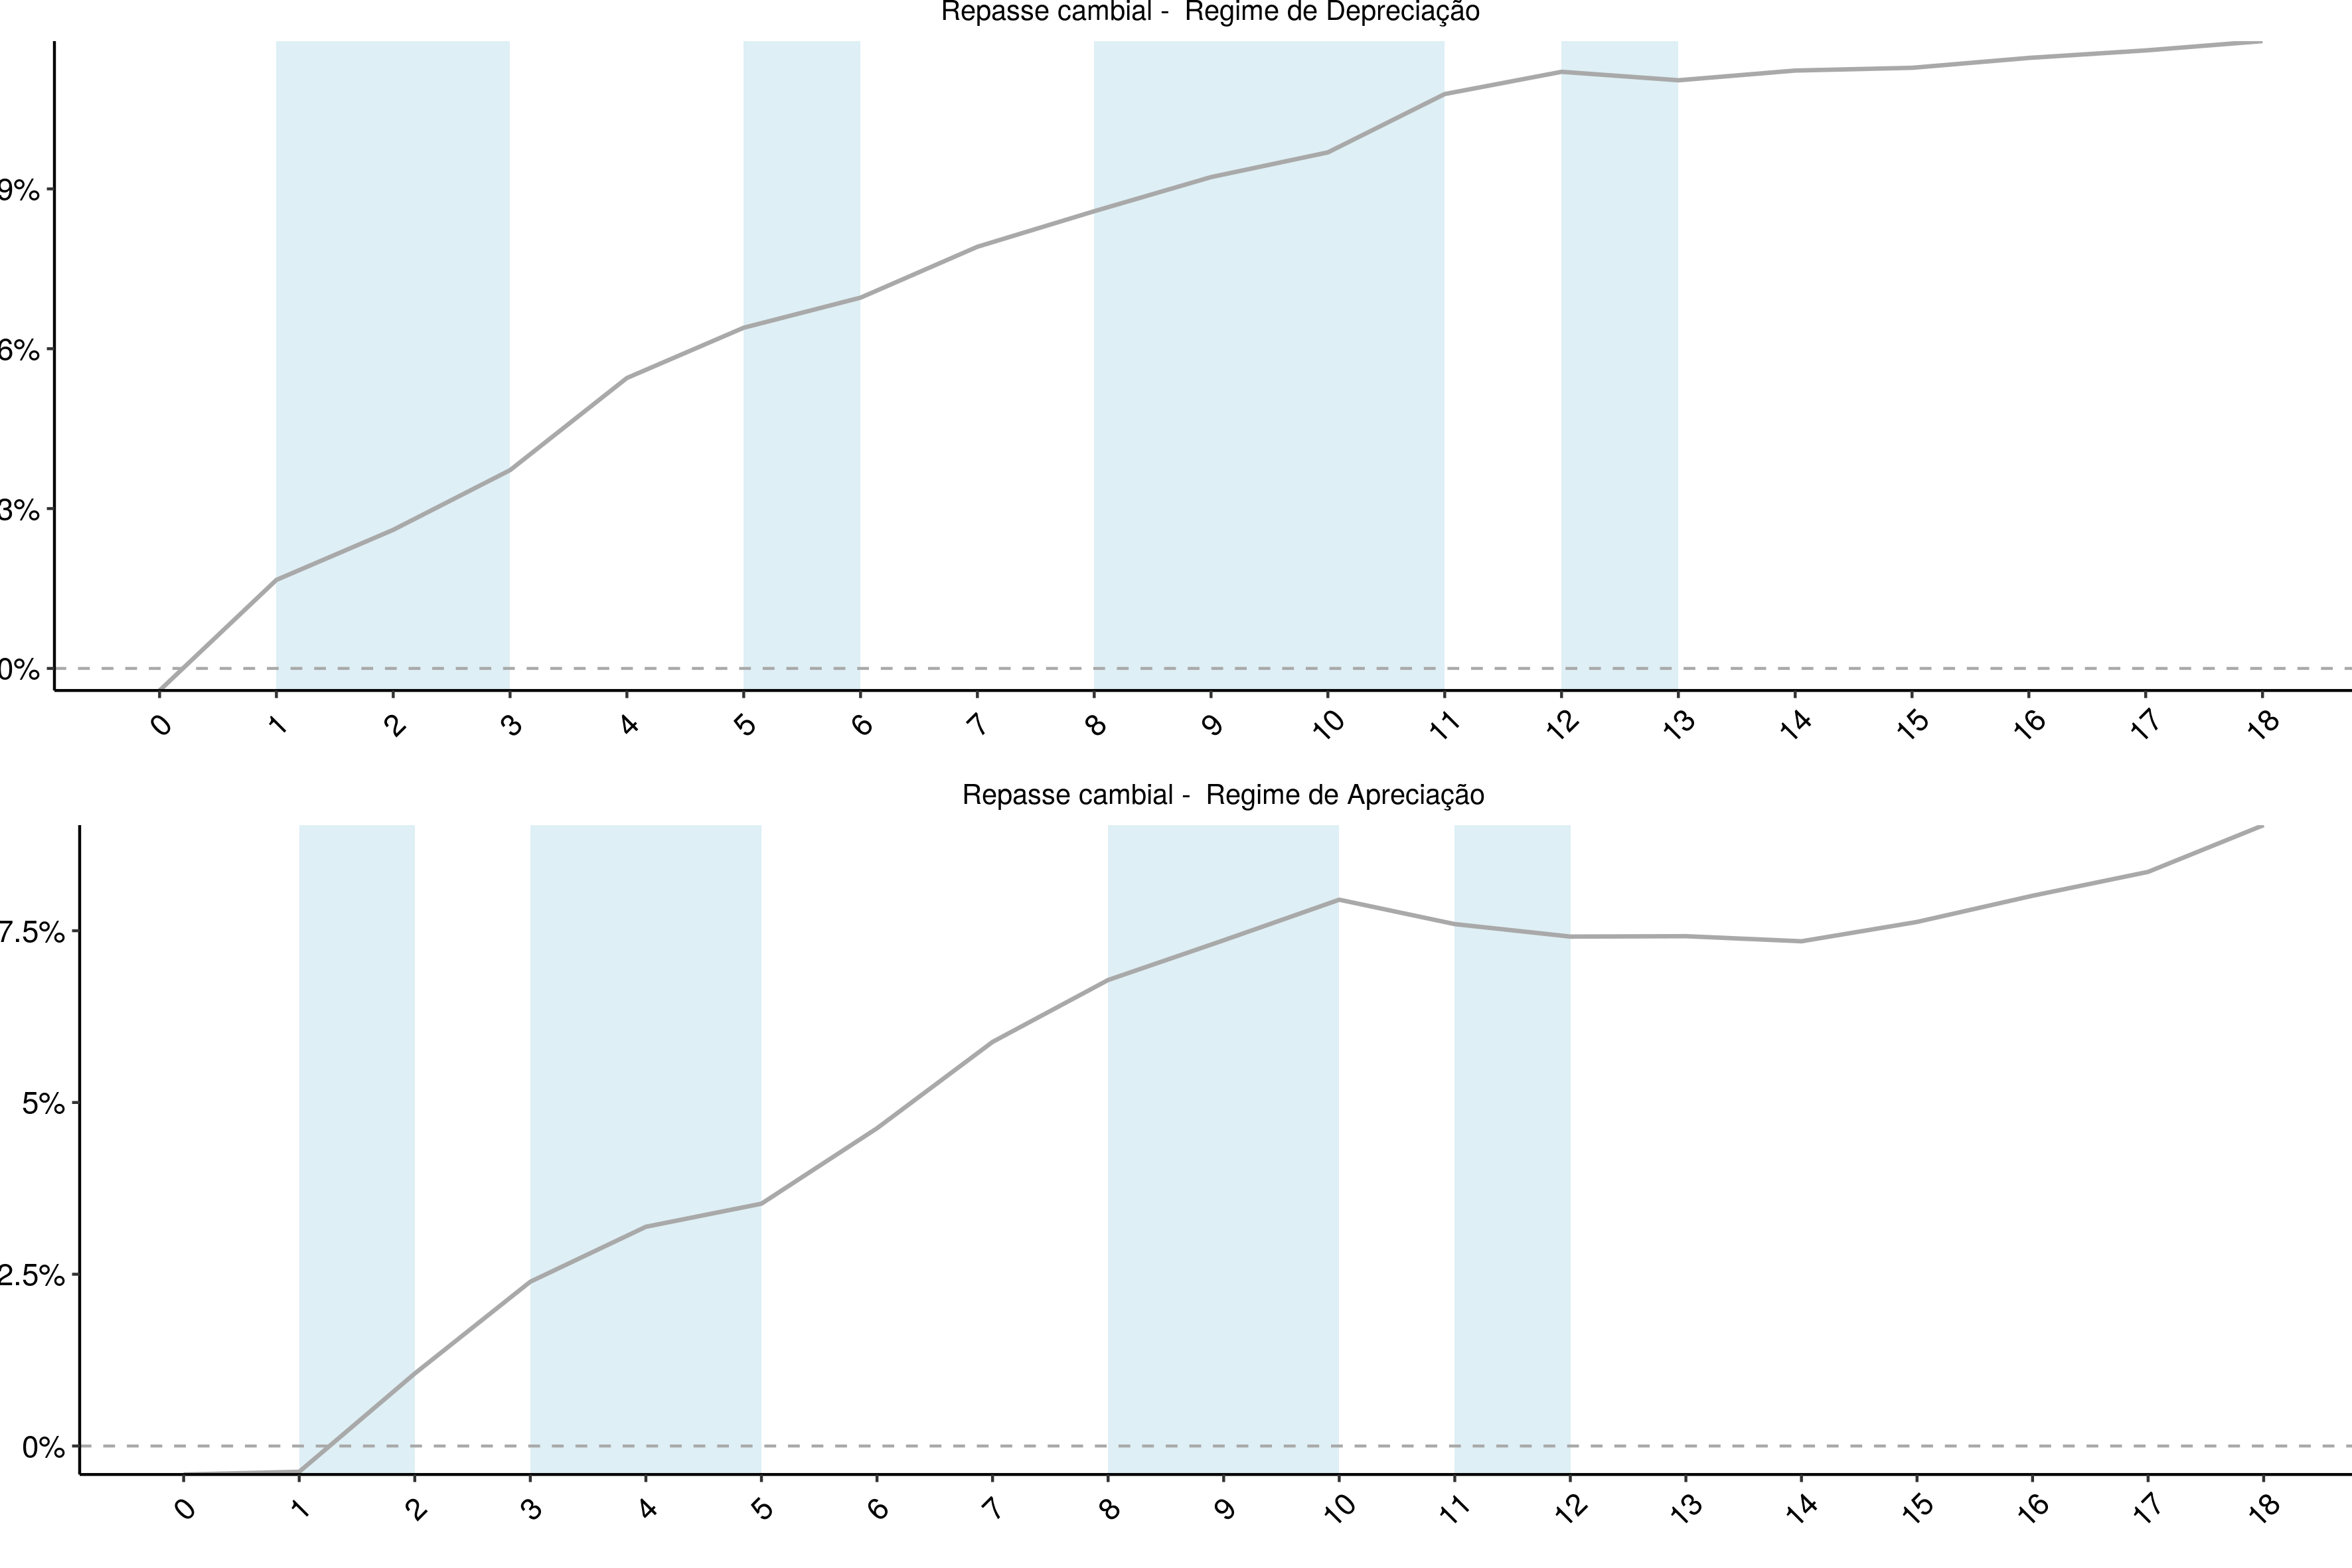 Repasse cambial -  Regime de Depreciação
9%
6%
3%
0%
0 1 2 3 4 5 6 7 8 9 10 11 12 13 14 15 16 17 18
Repasse cambial -  Regime de Apreciação
7.5%
5%
2.5%
0%
0 1 2 3 4 5 6 7 8 9 10 11 12 13 14 15 16 17 18